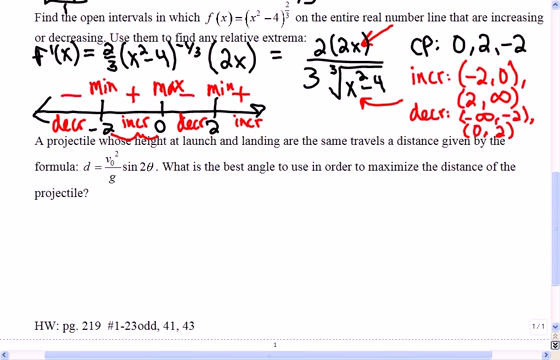 Find the open intervals in which f(x) = (x² − 4)^(2/3) on the entire real number line that are increasing
or decreasing. Use them to find any relative extrema:
f'(x) = 2/3 (x²−4)^(−1/3) (2x) = 2(2x) / 3∛(x²−4)
CP: 0, 2, −2
incr: (−2, 0),
(2, ∞)
decr: (−∞, −2),
(0, 2)
− min + max − min +
decr −2 incr 0 decr 2 incr
A projectile whose height at launch and landing are the same travels a distance given by the
formula: d = v₀²/g sin 2θ. What is the best angle to use in order to maximize the distance of the
projectile?
HW: pg. 219 #1-23odd, 41, 43
1 / 1
1